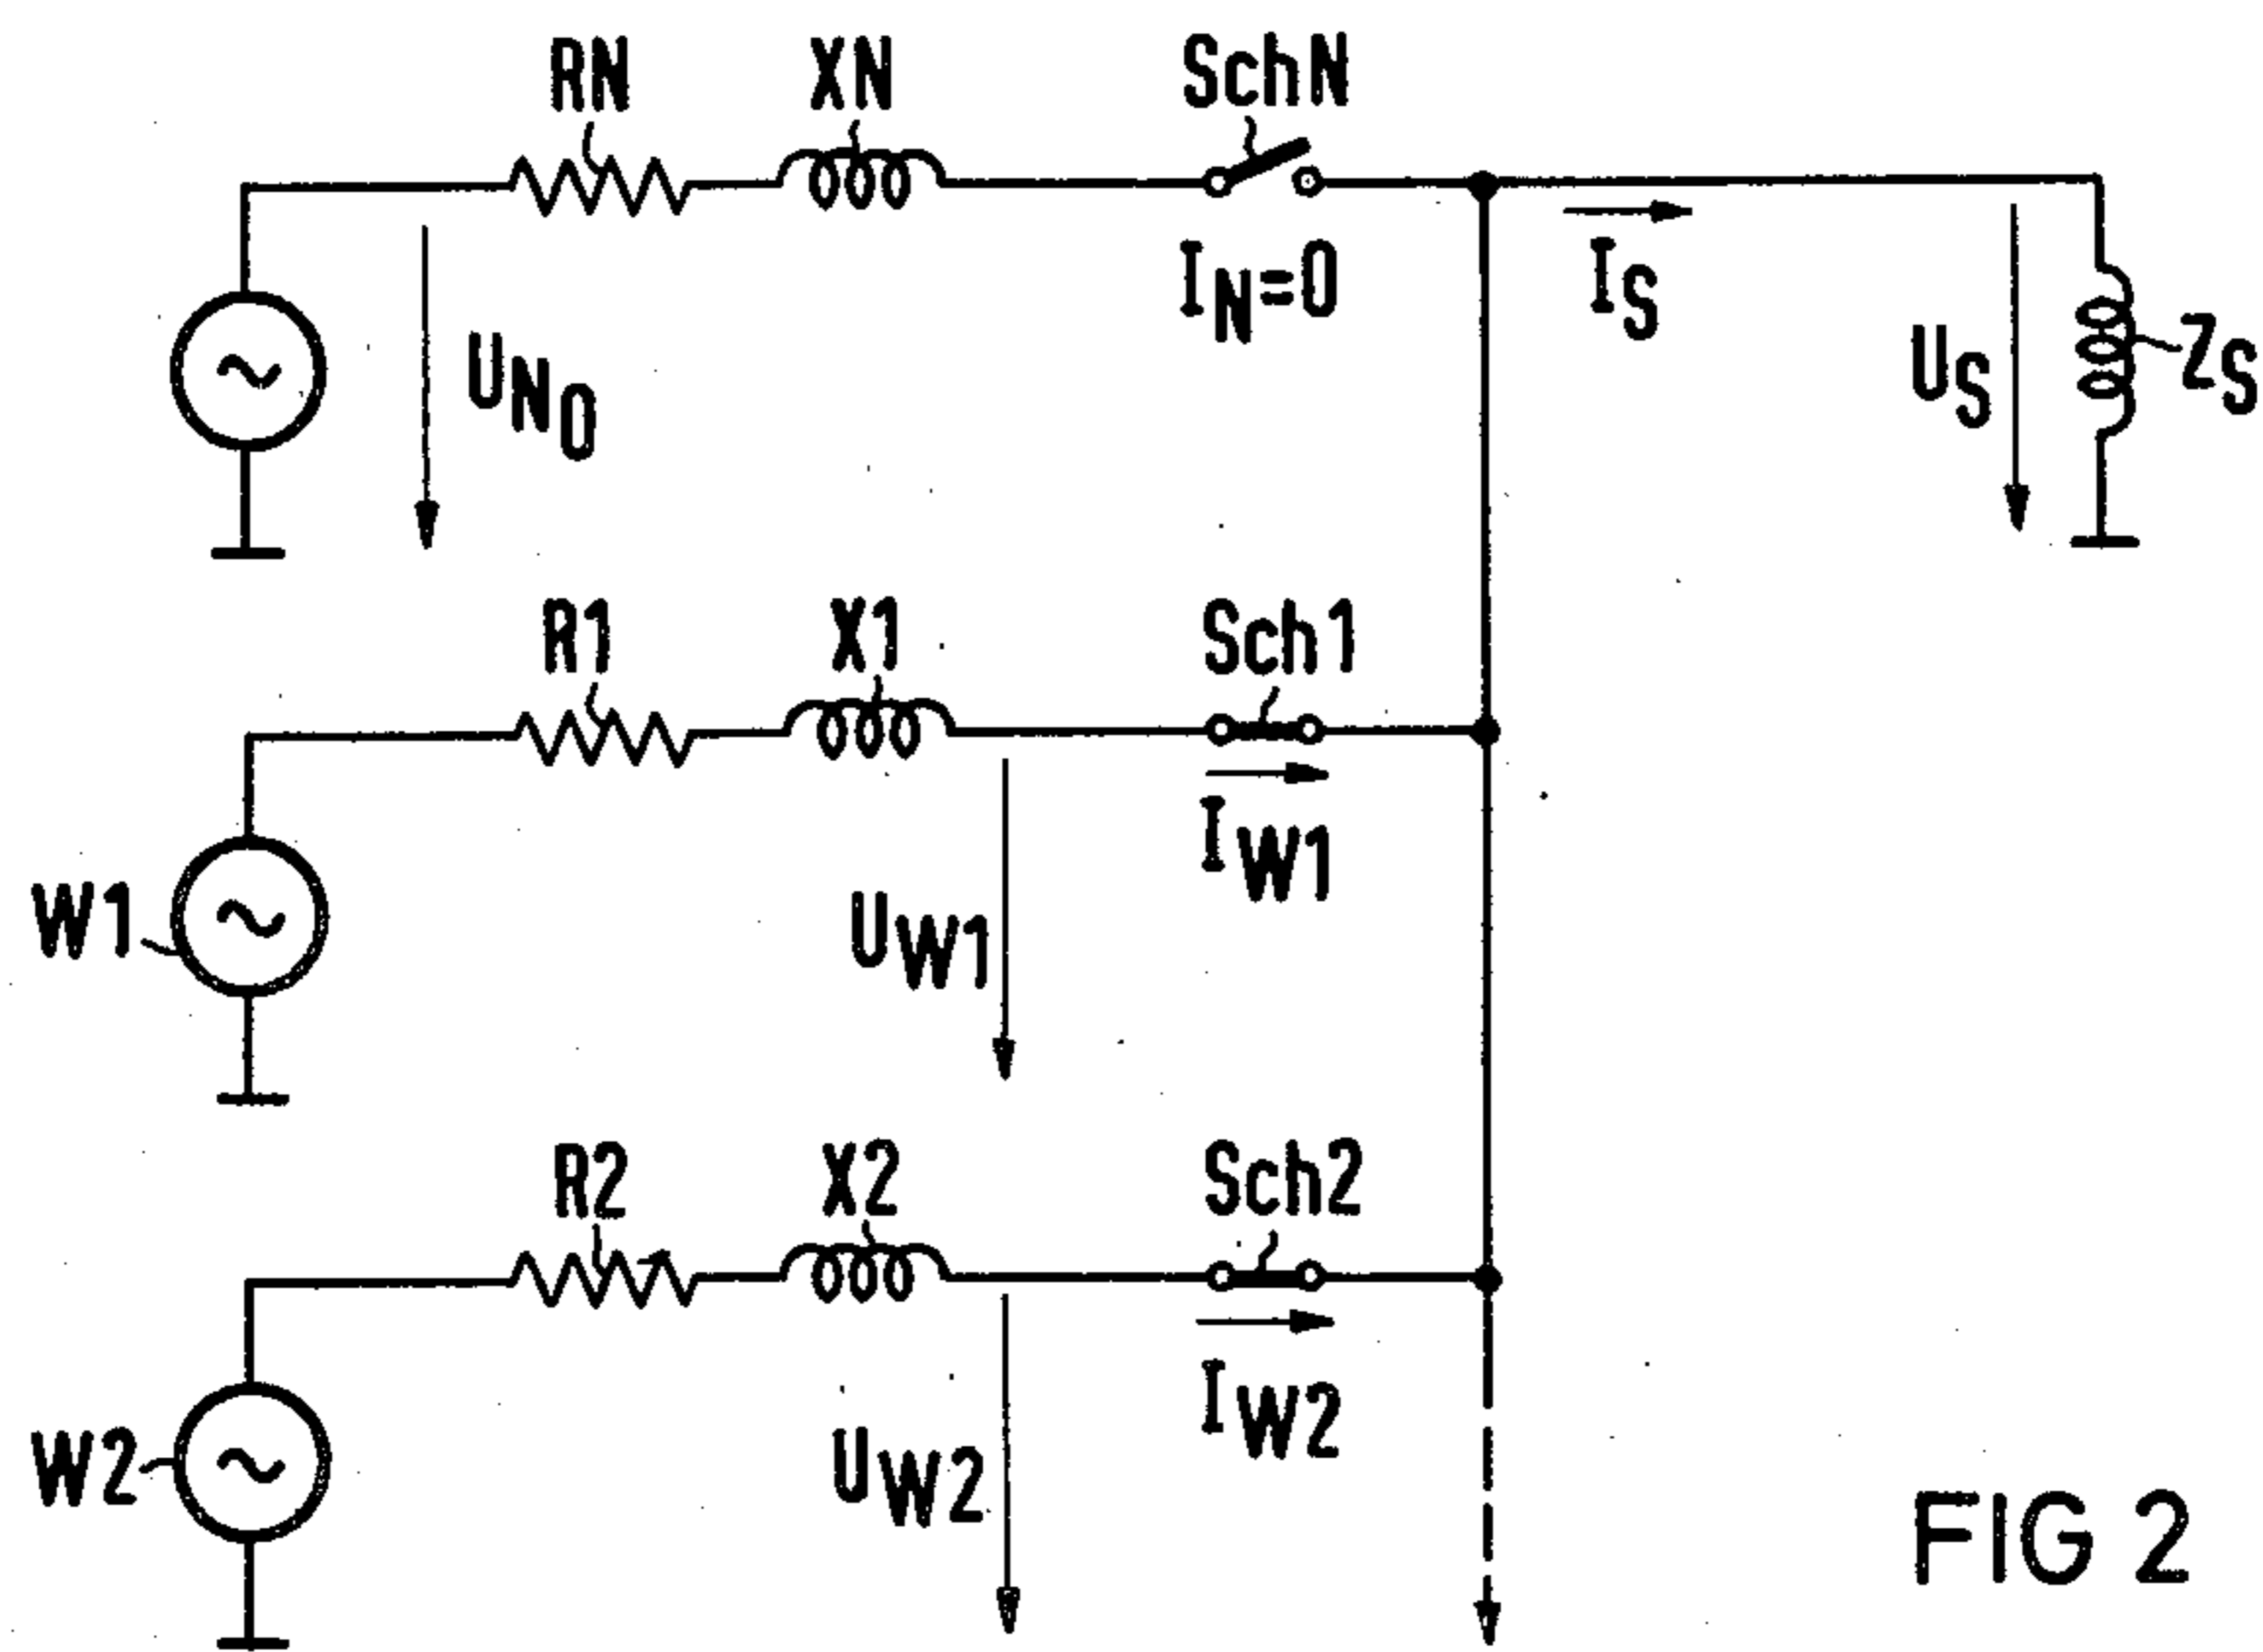 RN XN SchN
I_N=0
I_S
U_N_0
U_S
Z_S
R1 X1 Sch1
I_W1
W1
U_W1
R2 X2 Sch2
I_W2
W2
U_W2
FIG 2